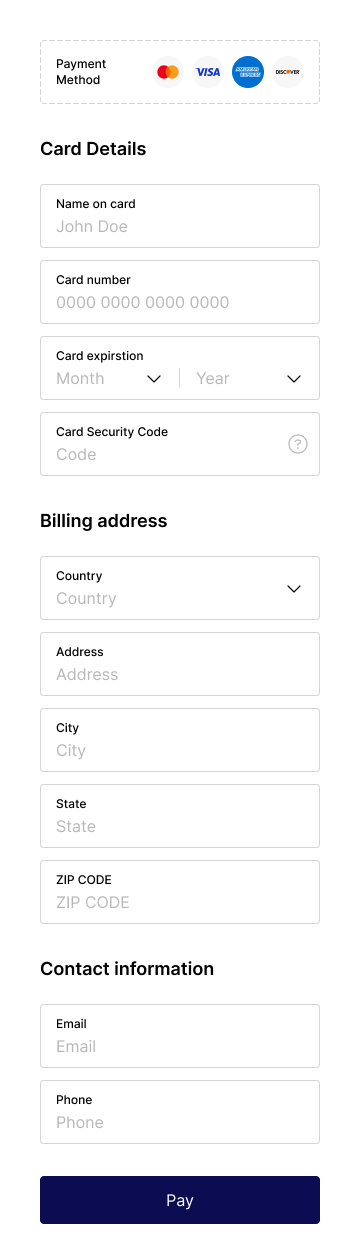 Payment
Method
VISA
AMERICAN
EXPRESS
DISCOVER
Card Details
Name on card
John Doe
Card number
0000 0000 0000 0000
Card expirstion
Month
Year
Card Security Code
Code
?
Billing address
Country
Country
Address
Address
City
City
State
State
ZIP CODE
ZIP CODE
Contact information
Email
Email
Phone
Phone
Pay